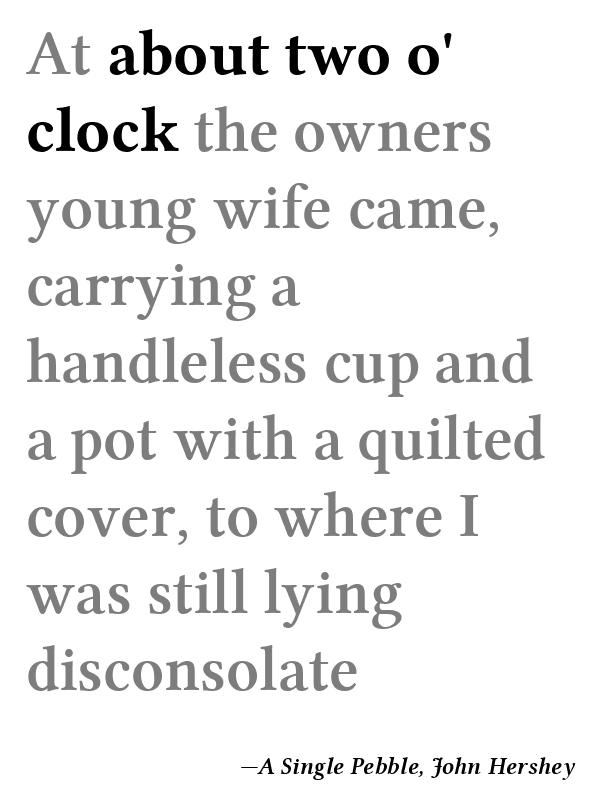 At about two o'
clock the owners
young wife came,
carrying a
handleless cup and
a pot with a quilted
cover, to where I
was still lying
disconsolate
—A Single Pebble, John Hershey